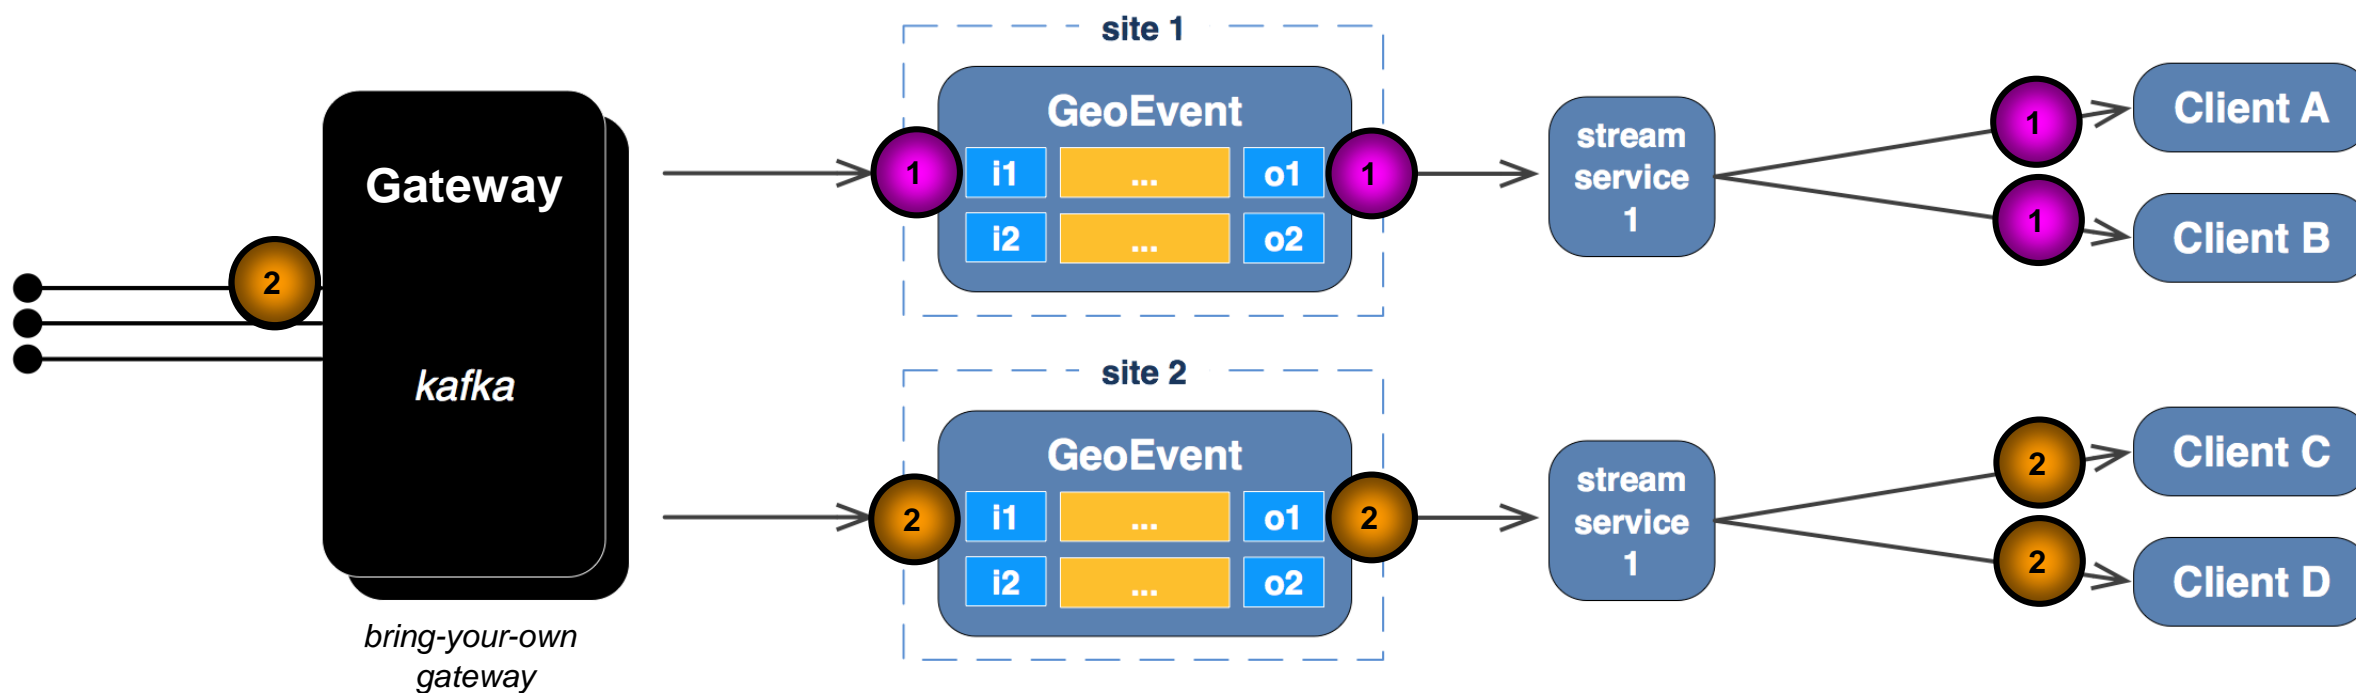 Gateway
kafka
bring-your-own
gateway
2
site 1
GeoEvent
1
i1
...
o1
1
i2
...
o2
stream
service
1
1
1
Client A
Client B
site 2
GeoEvent
2
i1
...
o1
2
i2
...
o2
stream
service
1
2
2
Client C
Client D